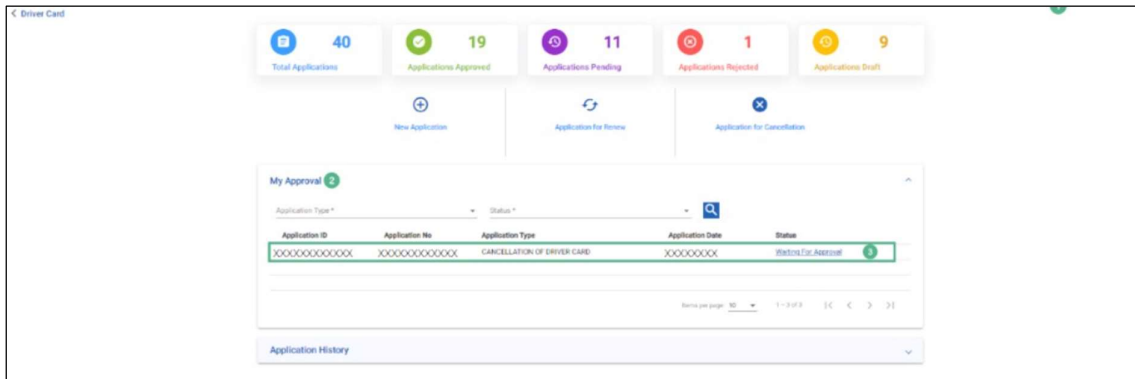 Driver Card
40
Total Applications
19
Applications Approved
11
Applications Pending
1
Applications Rejected
9
Applications Draft
New Application
Application for Renew
Application for Cancellation
My Approval 2
Application Type *
Status *
Application ID Application No Application Type Application Date Status
XXXXXXXXXXXX XXXXXXXXXXXX CANCELLATION OF DRIVER CARD XXXXXXXX Waiting For Approval 3
Items per page: 10 1 – 3 of 3
Application History